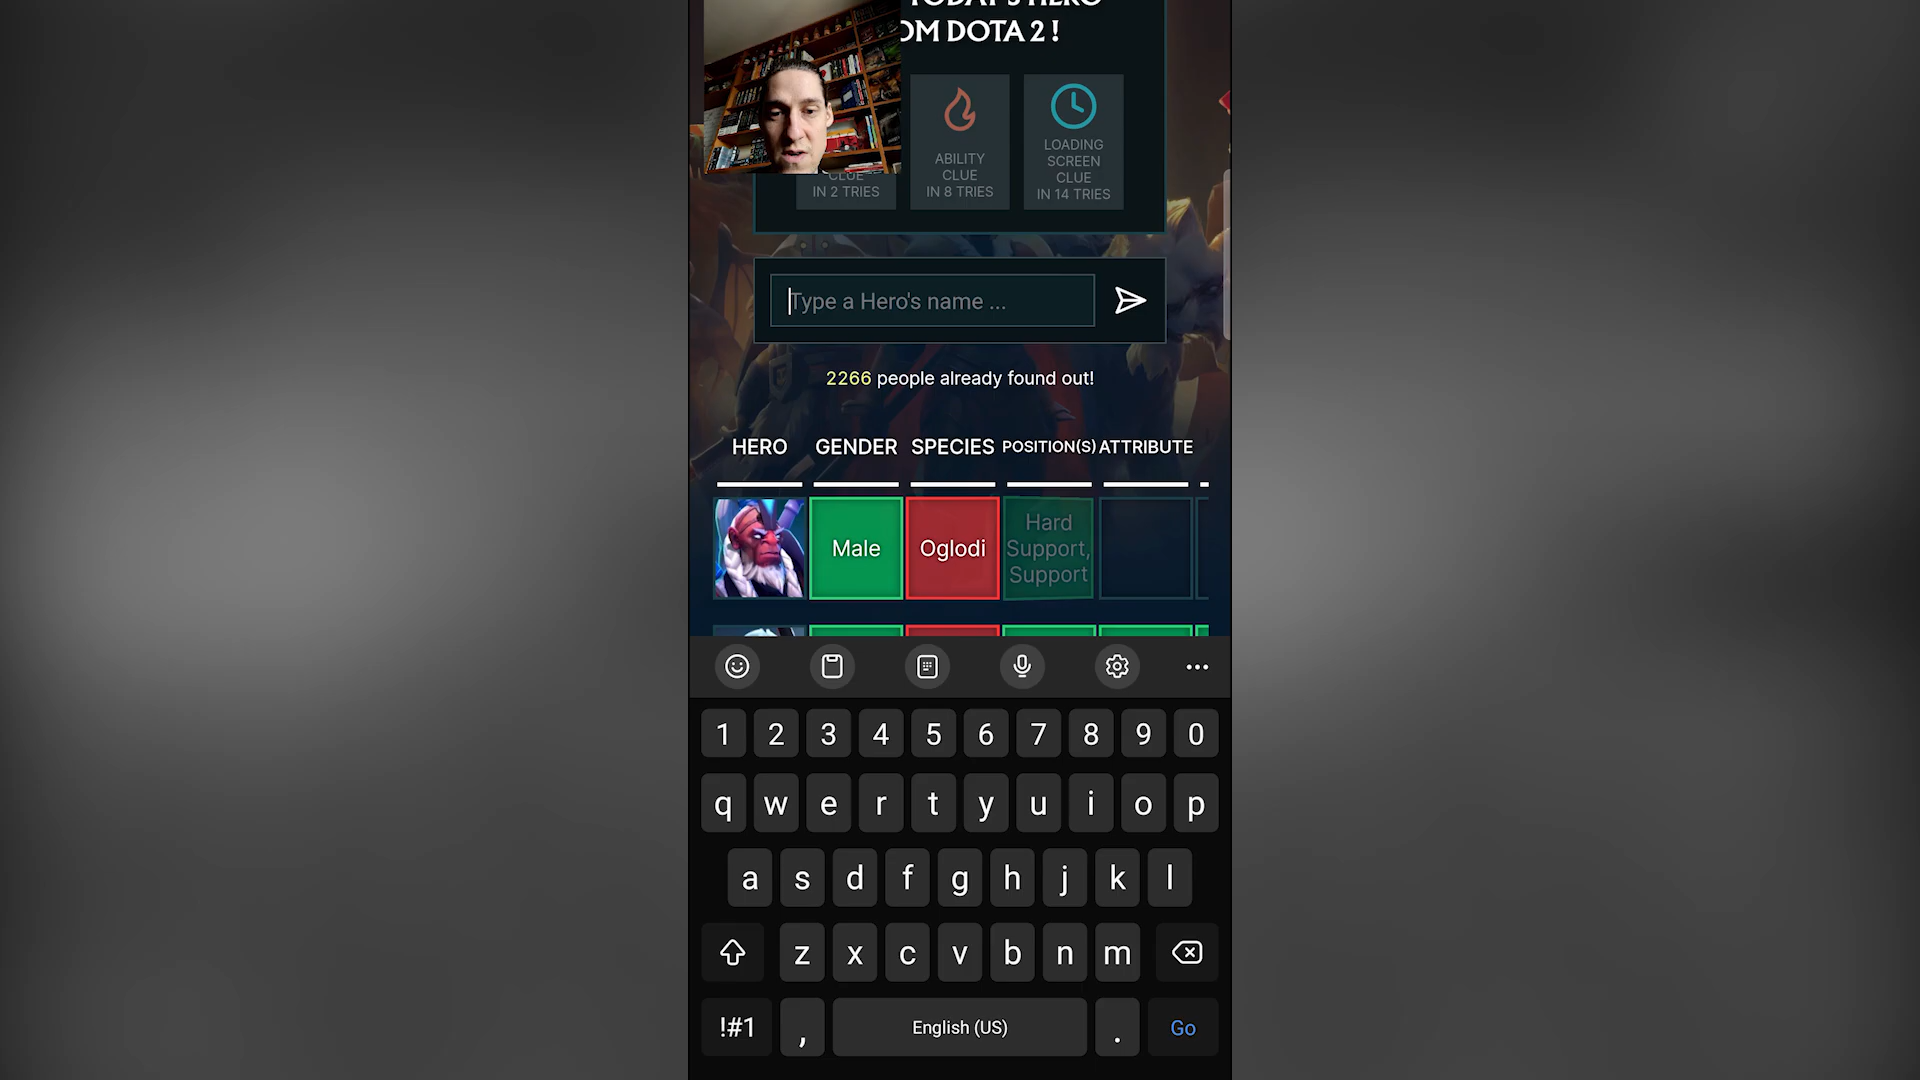 OM DOTA 2 !
CLUE
IN 2 TRIES
ABILITY
CLUE
IN 8 TRIES
LOADING
SCREEN
CLUE
IN 14 TRIES
Type a Hero's name ...
2266 people already found out!
HERO GENDER SPECIES POSITION(S) ATTRIBUTE
Male
Oglodi
Hard
Support,
Support
1 2 3 4 5 6 7 8 9 0
q w e r t y u i o p
a s d f g h j k l
z x c v b n m
!#1 , English (US) . Go